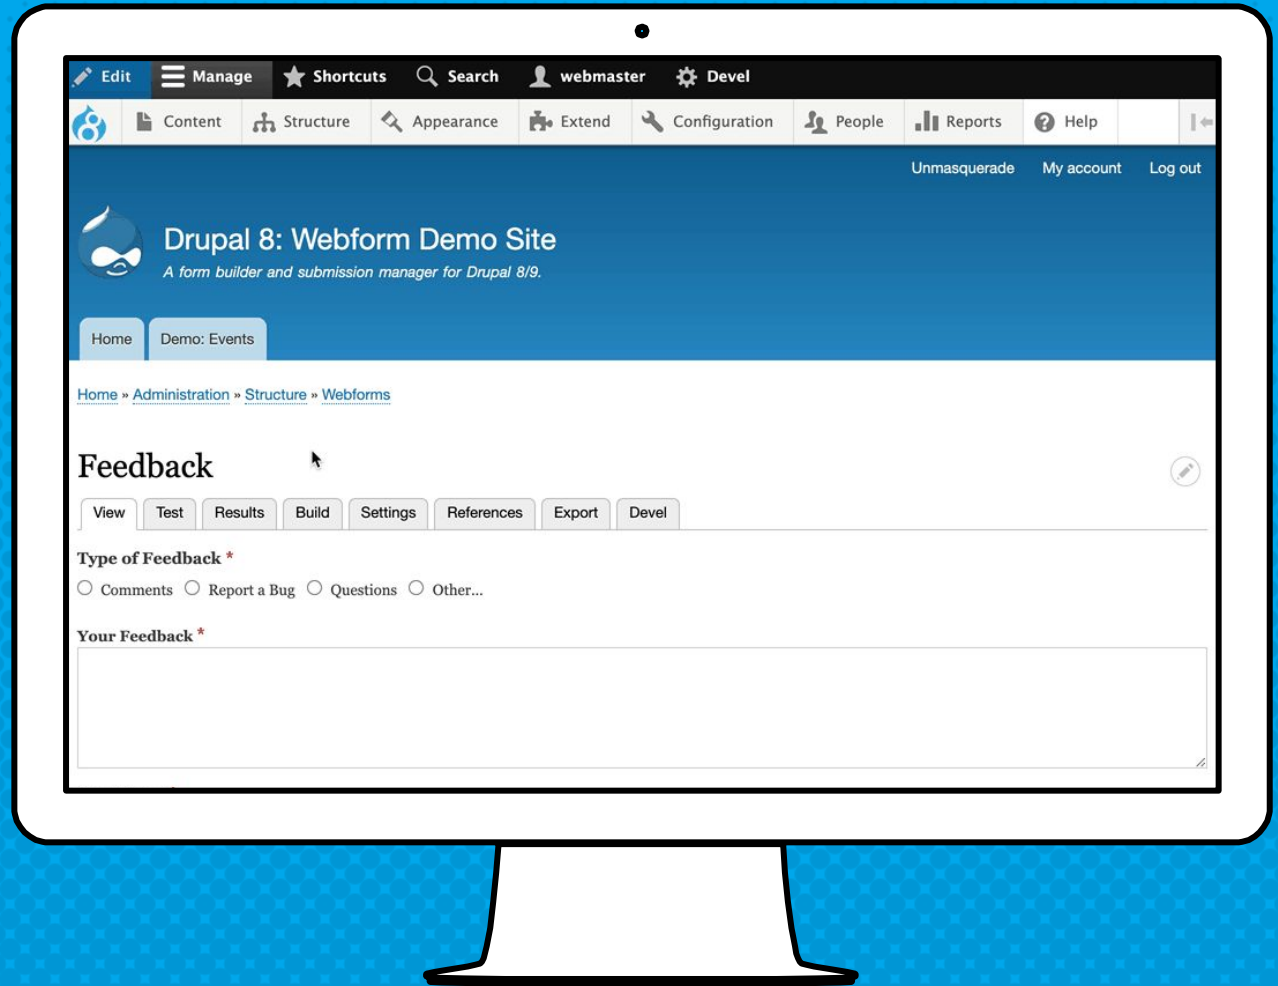 Edit Manage Shortcuts Search webmaster Devel
Content Structure Appearance Extend Configuration People Reports Help
Unmasquerade My account Log out
Drupal 8: Webform Demo Site
A form builder and submission manager for Drupal 8/9.
Home Demo: Events
Home » Administration » Structure » Webforms
Feedback
View Test Results Build Settings References Export Devel
Type of Feedback *
Comments Report a Bug Questions Other...
Your Feedback *